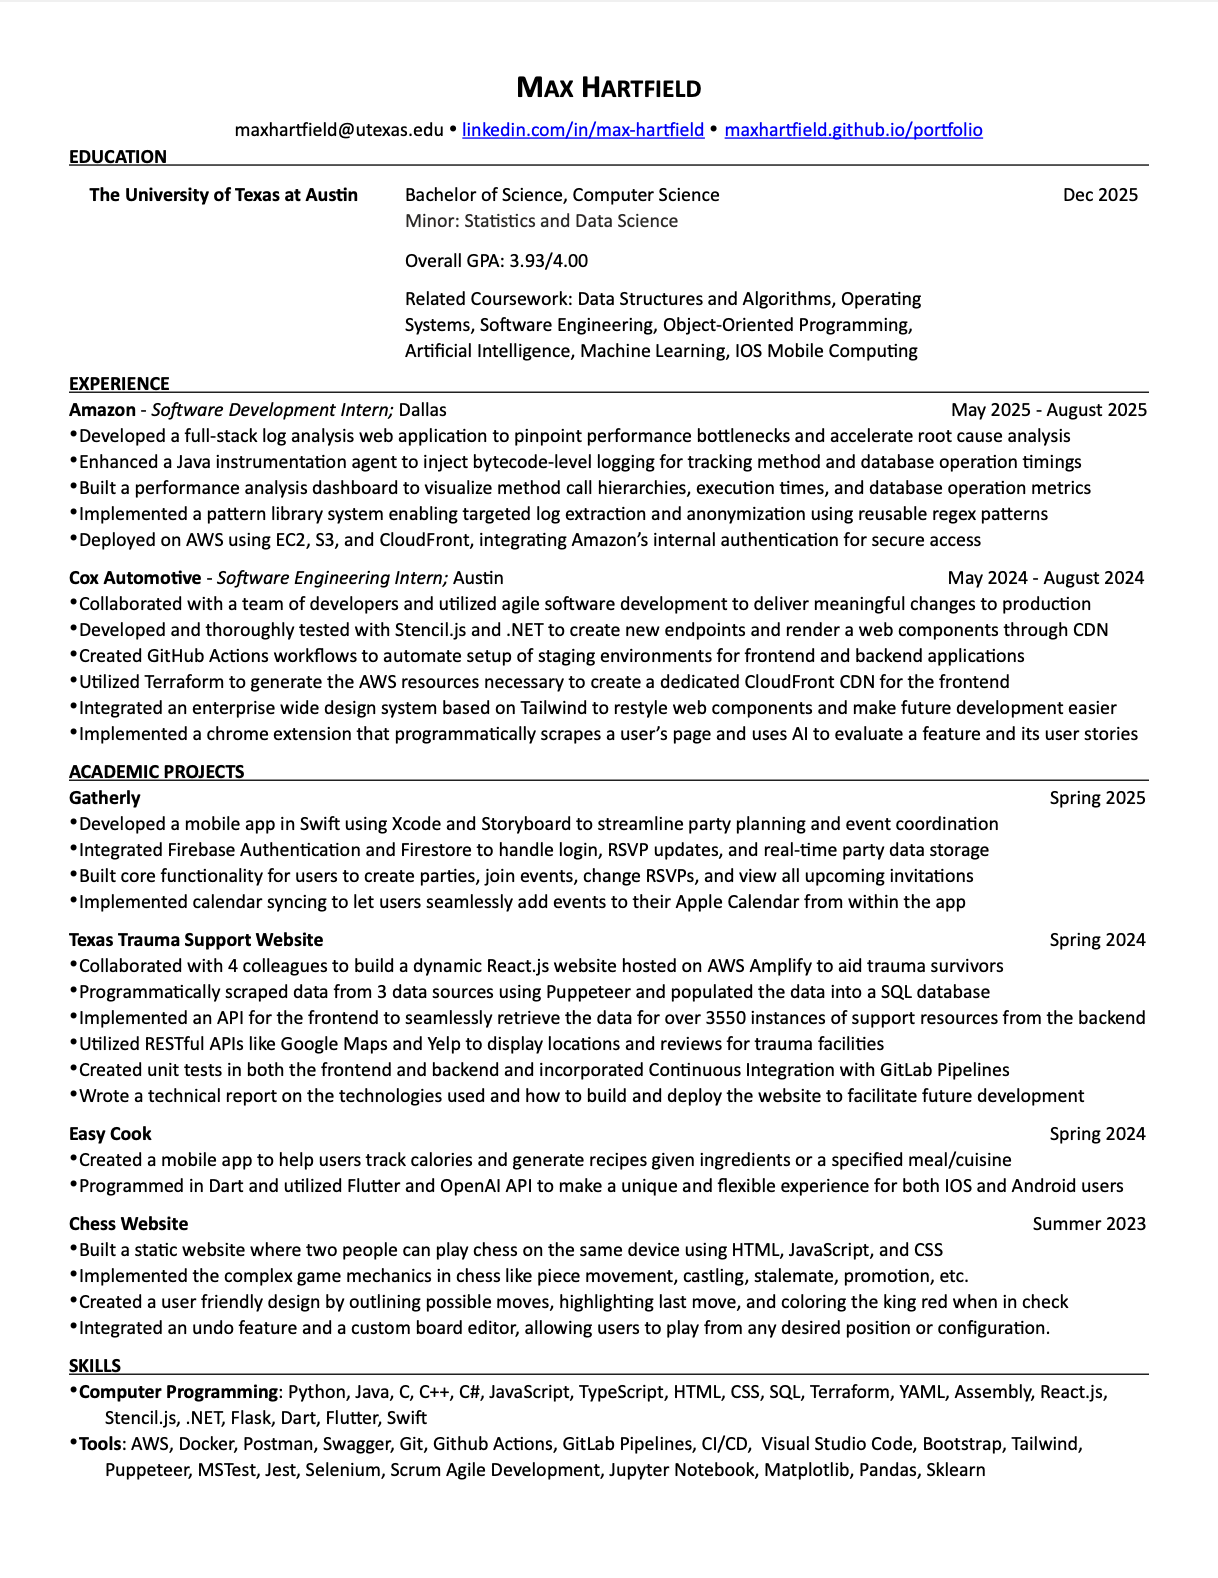 MAX HARTFIELD
maxhartfield@utexas.edu • linkedin.com/in/max-hartfield • maxhartfield.github.io/portfolio
EDUCATION
The University of Texas at Austin Bachelor of Science, Computer Science Dec 2025
Minor: Statistics and Data Science
Overall GPA: 3.93/4.00
Related Coursework: Data Structures and Algorithms, Operating
Systems, Software Engineering, Object-Oriented Programming,
Artificial Intelligence, Machine Learning, IOS Mobile Computing
EXPERIENCE
Amazon - Software Development Intern; Dallas May 2025 - August 2025
•Developed a full-stack log analysis web application to pinpoint performance bottlenecks and accelerate root cause analysis
•Enhanced a Java instrumentation agent to inject bytecode-level logging for tracking method and database operation timings
•Built a performance analysis dashboard to visualize method call hierarchies, execution times, and database operation metrics
•Implemented a pattern library system enabling targeted log extraction and anonymization using reusable regex patterns
•Deployed on AWS using EC2, S3, and CloudFront, integrating Amazon’s internal authentication for secure access
Cox Automotive - Software Engineering Intern; Austin May 2024 - August 2024
•Collaborated with a team of developers and utilized agile software development to deliver meaningful changes to production
•Developed and thoroughly tested with Stencil.js and .NET to create new endpoints and render a web components through CDN
•Created GitHub Actions workflows to automate setup of staging environments for frontend and backend applications
•Utilized Terraform to generate the AWS resources necessary to create a dedicated CloudFront CDN for the frontend
•Integrated an enterprise wide design system based on Tailwind to restyle web components and make future development easier
•Implemented a chrome extension that programmatically scrapes a user’s page and uses AI to evaluate a feature and its user stories
ACADEMIC PROJECTS
Gatherly Spring 2025
•Developed a mobile app in Swift using Xcode and Storyboard to streamline party planning and event coordination
•Integrated Firebase Authentication and Firestore to handle login, RSVP updates, and real-time party data storage
•Built core functionality for users to create parties, join events, change RSVPs, and view all upcoming invitations
•Implemented calendar syncing to let users seamlessly add events to their Apple Calendar from within the app
Texas Trauma Support Website Spring 2024
•Collaborated with 4 colleagues to build a dynamic React.js website hosted on AWS Amplify to aid trauma survivors
•Programmatically scraped data from 3 data sources using Puppeteer and populated the data into a SQL database
•Implemented an API for the frontend to seamlessly retrieve the data for over 3550 instances of support resources from the backend
•Utilized RESTful APIs like Google Maps and Yelp to display locations and reviews for trauma facilities
•Created unit tests in both the frontend and backend and incorporated Continuous Integration with GitLab Pipelines
•Wrote a technical report on the technologies used and how to build and deploy the website to facilitate future development
Easy Cook Spring 2024
•Created a mobile app to help users track calories and generate recipes given ingredients or a specified meal/cuisine
•Programmed in Dart and utilized Flutter and OpenAI API to make a unique and flexible experience for both IOS and Android users
Chess Website Summer 2023
•Built a static website where two people can play chess on the same device using HTML, JavaScript, and CSS
•Implemented the complex game mechanics in chess like piece movement, castling, stalemate, promotion, etc.
•Created a user friendly design by outlining possible moves, highlighting last move, and coloring the king red when in check
•Integrated an undo feature and a custom board editor, allowing users to play from any desired position or configuration.
SKILLS
•Computer Programming: Python, Java, C, C++, C#, JavaScript, TypeScript, HTML, CSS, SQL, Terraform, YAML, Assembly, React.js,
Stencil.js, .NET, Flask, Dart, Flutter, Swift
•Tools: AWS, Docker, Postman, Swagger, Git, Github Actions, GitLab Pipelines, CI/CD, Visual Studio Code, Bootstrap, Tailwind,
Puppeteer, MSTest, Jest, Selenium, Scrum Agile Development, Jupyter Notebook, Matplotlib, Pandas, Sklearn